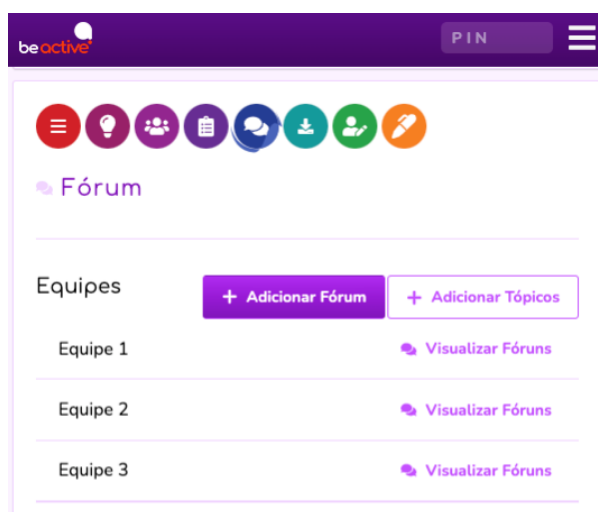 beactive
PIN
Fórum
Equipes
+ Adicionar Fórum
+ Adicionar Tópicos
Equipe 1
Visualizar Fóruns
Equipe 2
Visualizar Fóruns
Equipe 3
Visualizar Fóruns